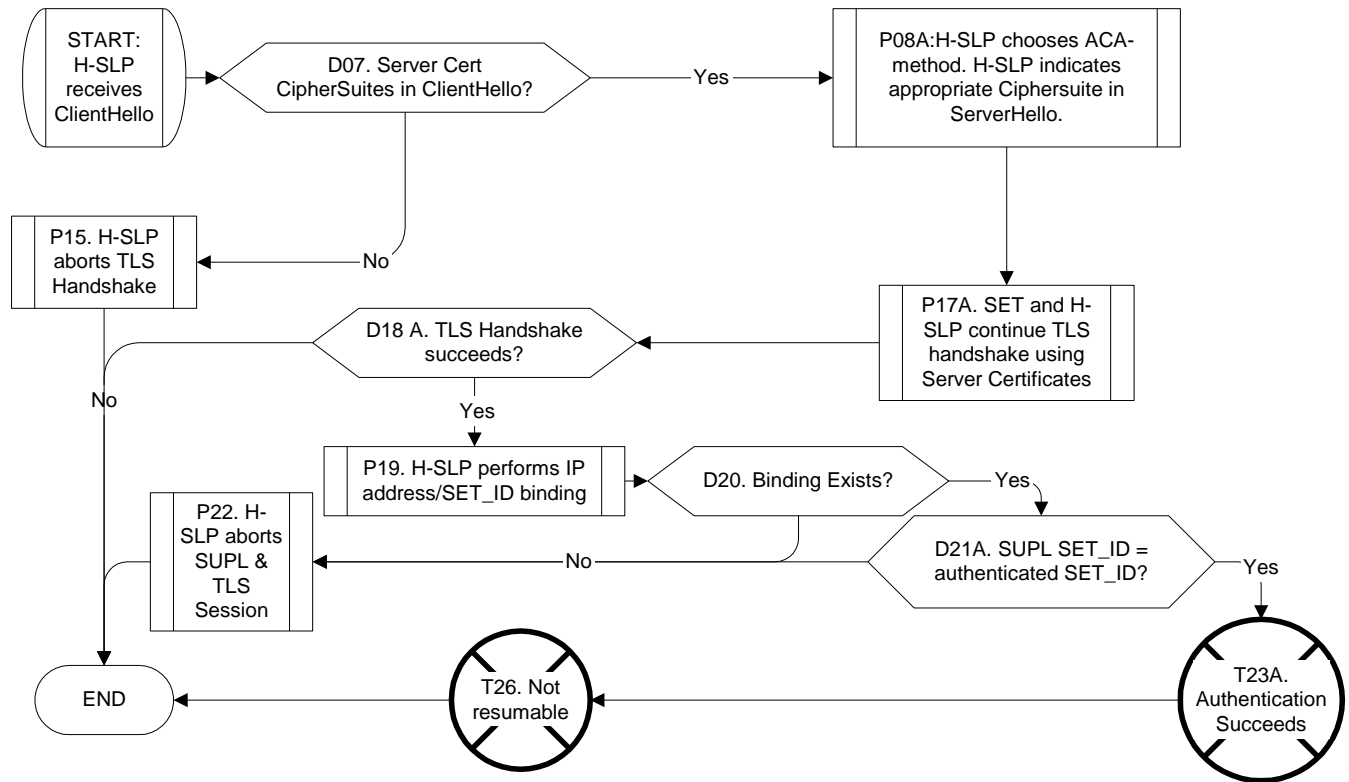 START:
H-SLP
receives
ClientHello
D07. Server Cert
CipherSuites in ClientHello?
Yes
P08A:H-SLP chooses ACA-
method. H-SLP indicates
appropriate Ciphersuite in
ServerHello.
P15. H-SLP
aborts TLS
Handshake
No
D18 A. TLS Handshake
succeeds?
P17A. SET and H-
SLP continue TLS
handshake using
Server Certificates
No
Yes
P19. H-SLP performs IP
address/SET_ID binding
D20. Binding Exists?
Yes
P22. H-
SLP aborts
SUPL &
TLS
Session
No
D21A. SUPL SET_ID =
authenticated SET_ID?
Yes
END
T26. Not
resumable
T23A.
Authentication
Succeeds